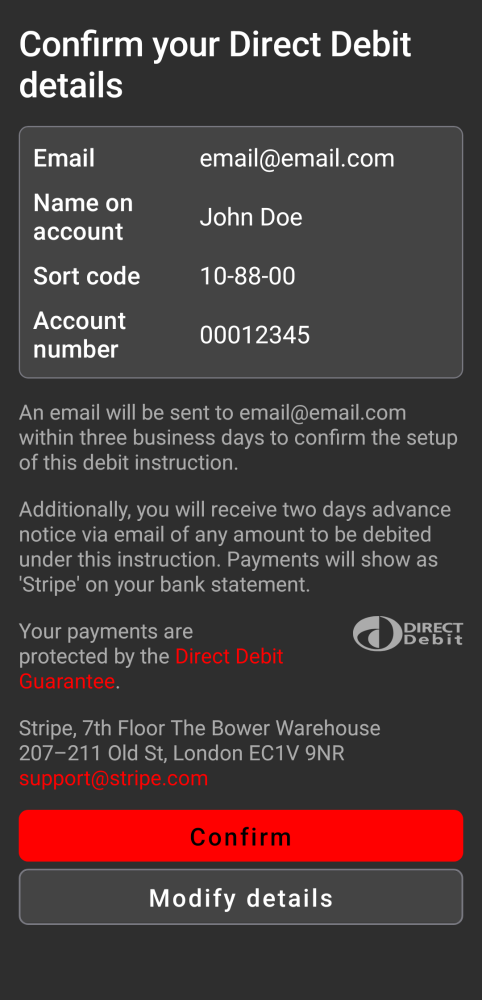 Confirm your Direct Debit
details
Email email@email.com
Name on
account John Doe
Sort code 10-88-00
Account
number 00012345
An email will be sent to email@email.com
within three business days to confirm the setup
of this debit instruction.
Additionally, you will receive two days advance
notice via email of any amount to be debited
under this instruction. Payments will show as
'Stripe' on your bank statement.
Your payments are
protected by the Direct Debit
Guarantee.
DIRECT
Debit
Stripe, 7th Floor The Bower Warehouse
207–211 Old St, London EC1V 9NR
support@stripe.com
Confirm
Modify details